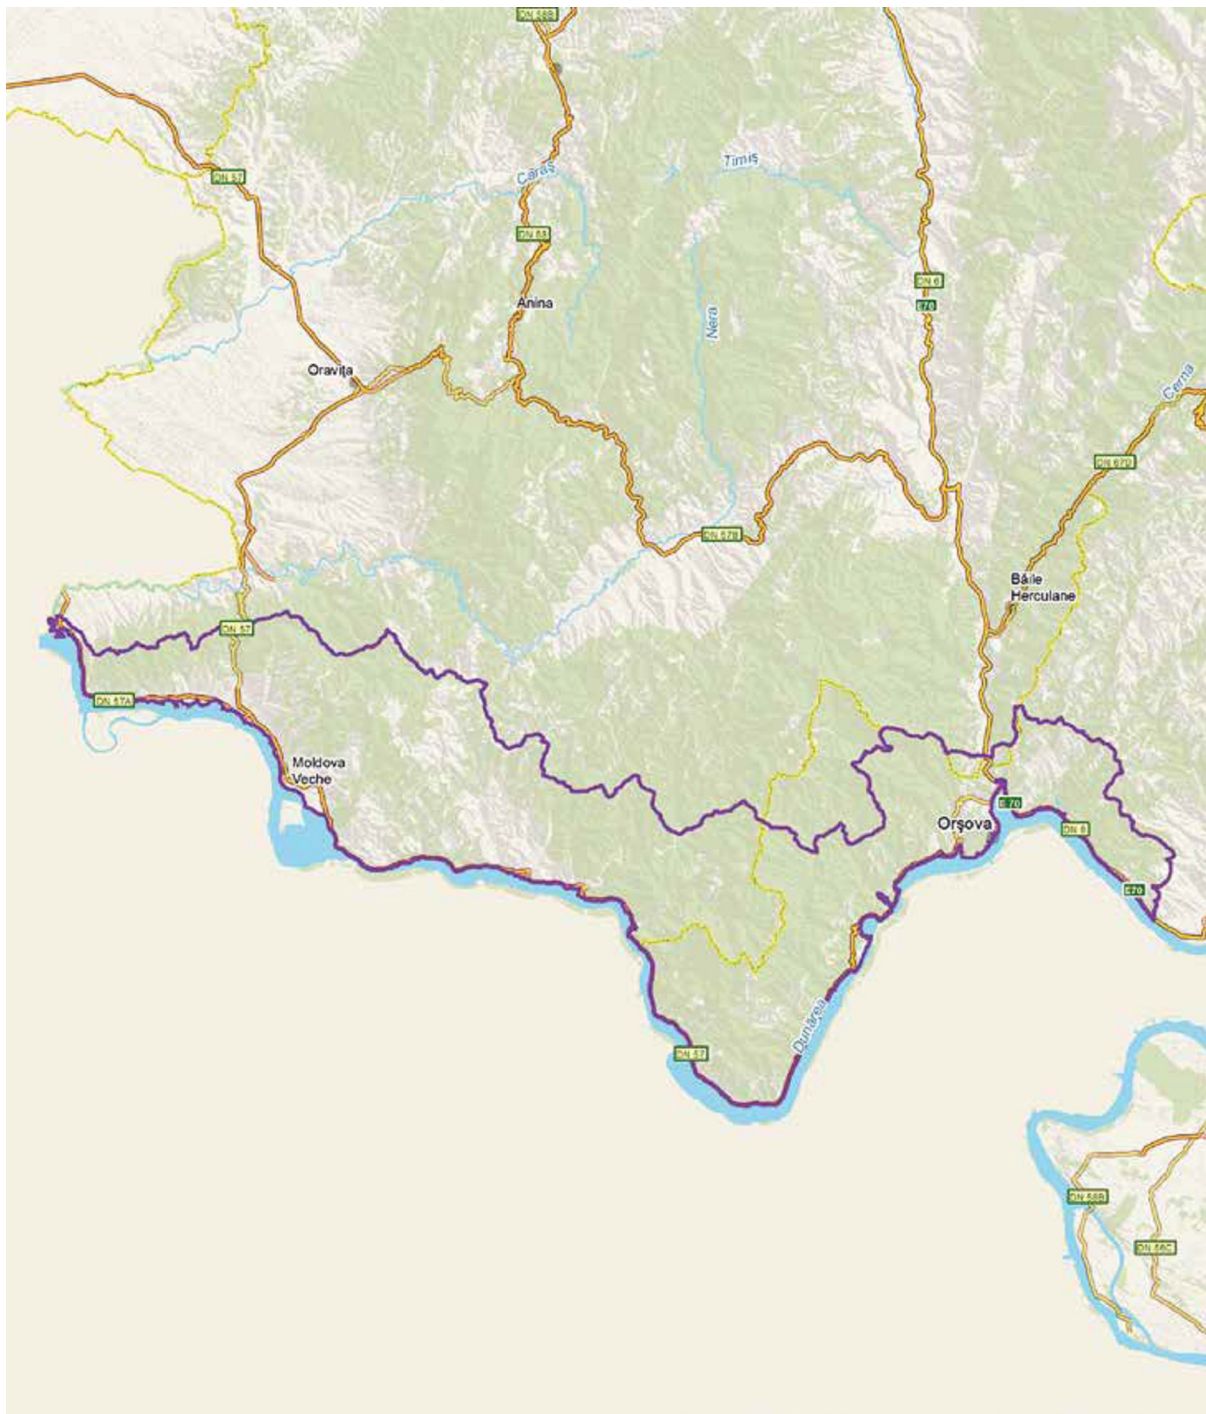 DN 58B
Timiș
Caraș
DN 57
DN 58
DN 6
E70
Anina
Nera
Oravița
Cerna
DN 67D
DN 57B
Băile
Herculane
DN 57
DN 57A
Moldova
Veche
E 70
Orșova
DN 6
E70
Dunărea
DN 57
DN 56B
DN 56C